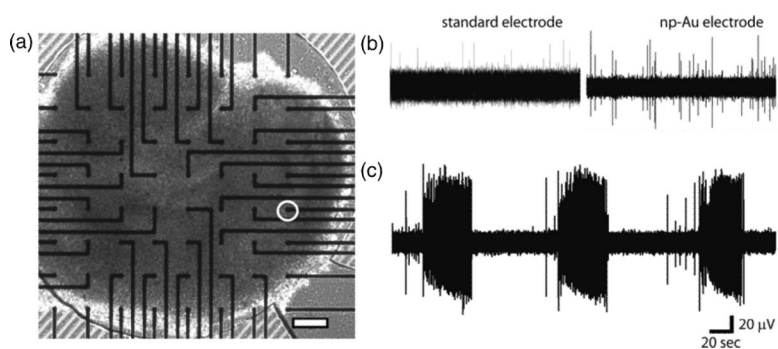 (a)
(b)
standard electrode
np-Au electrode
(c)
20 μV
20 sec